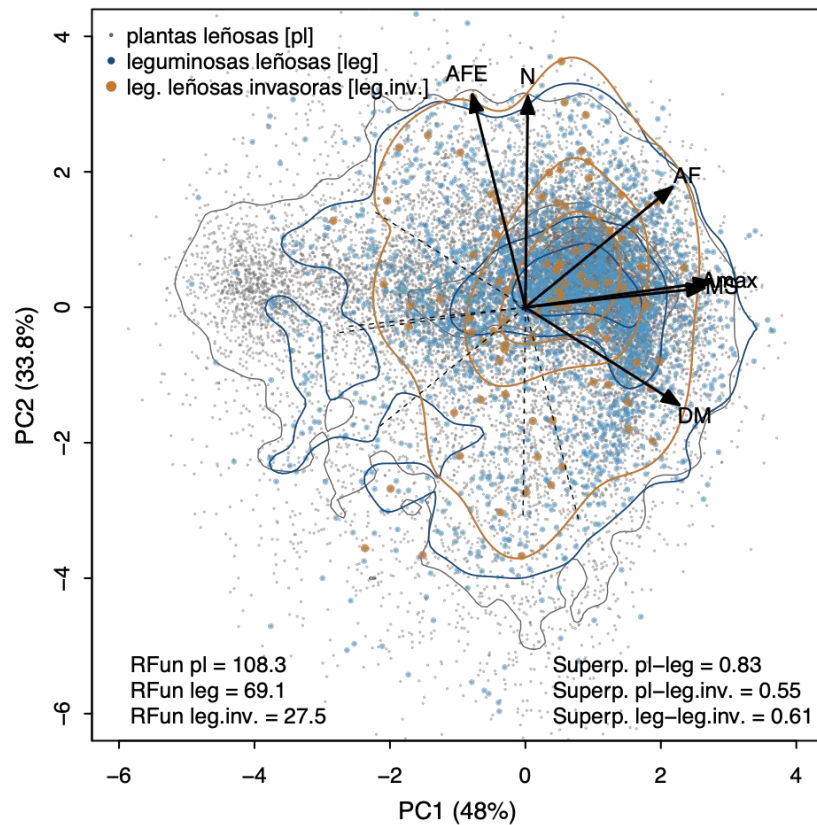 plantas leñosas [pl]
leguminosas leñosas [leg]
leg. leñosas invasoras [leg.inv.]
AFE
N
AF
Amax
MS
DM
4
2
0
−2
−4
−6
PC2 (33.8%)
RFun pl = 108.3
RFun leg = 69.1
RFun leg.inv. = 27.5
Superp. pl−leg = 0.83
Superp. pl−leg.inv. = 0.55
Superp. leg−leg.inv. = 0.61
−6 −4 −2 0 2 4
PC1 (48%)